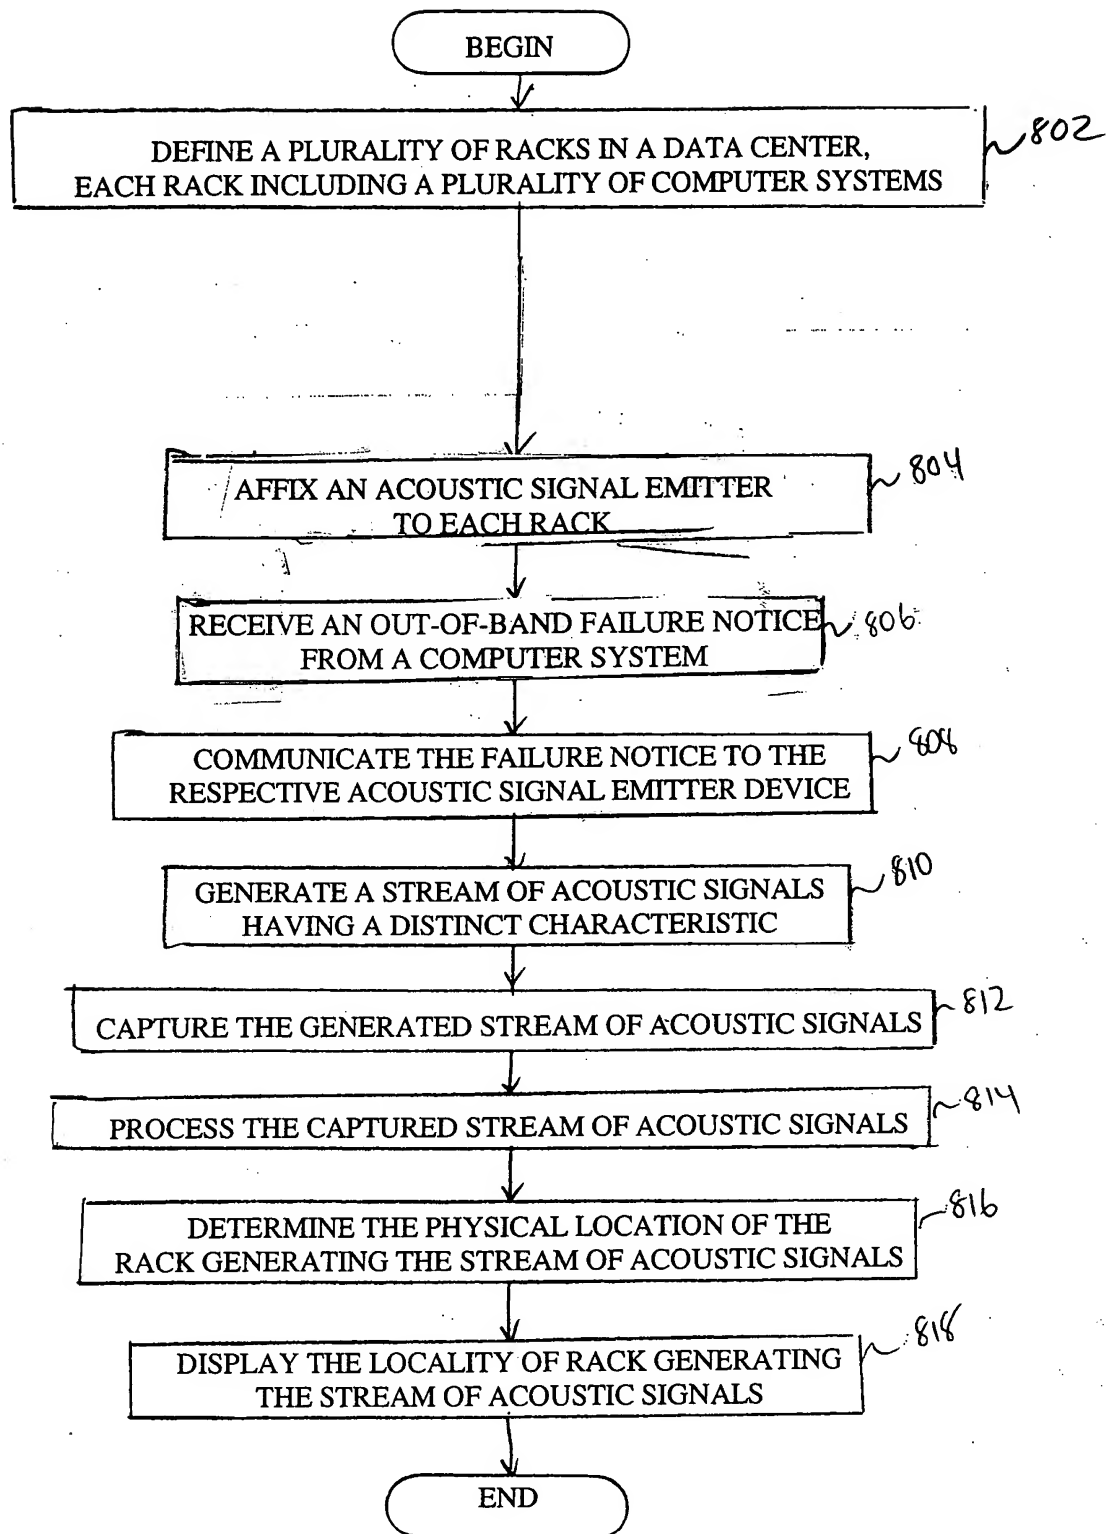 BEGIN
DEFINE A PLURALITY OF RACKS IN A DATA CENTER,
EACH RACK INCLUDING A PLURALITY OF COMPUTER SYSTEMS
802
AFFIX AN ACOUSTIC SIGNAL EMITTER
TO EACH RACK
804
RECEIVE AN OUT-OF-BAND FAILURE NOTICE
FROM A COMPUTER SYSTEM
806
COMMUNICATE THE FAILURE NOTICE TO THE
RESPECTIVE ACOUSTIC SIGNAL EMITTER DEVICE
808
GENERATE A STREAM OF ACOUSTIC SIGNALS
HAVING A DISTINCT CHARACTERISTIC
810
CAPTURE THE GENERATED STREAM OF ACOUSTIC SIGNALS
812
PROCESS THE CAPTURED STREAM OF ACOUSTIC SIGNALS
814
DETERMINE THE PHYSICAL LOCATION OF THE
RACK GENERATING THE STREAM OF ACOUSTIC SIGNALS
816
DISPLAY THE LOCALITY OF RACK GENERATING
THE STREAM OF ACOUSTIC SIGNALS
818
END